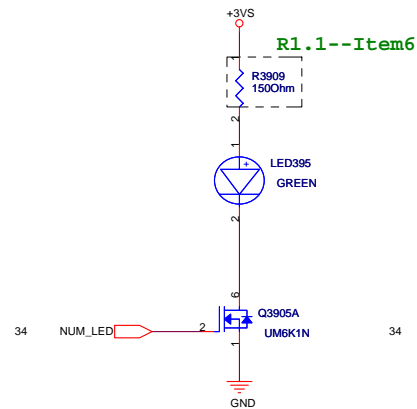 +3VS
R1.1--Item6
1
R3909
150Ohm
2
1
LED395
+
GREEN
2
6
Q3905A
34 NUM_LED 2 34
UM6K1N
1
GND